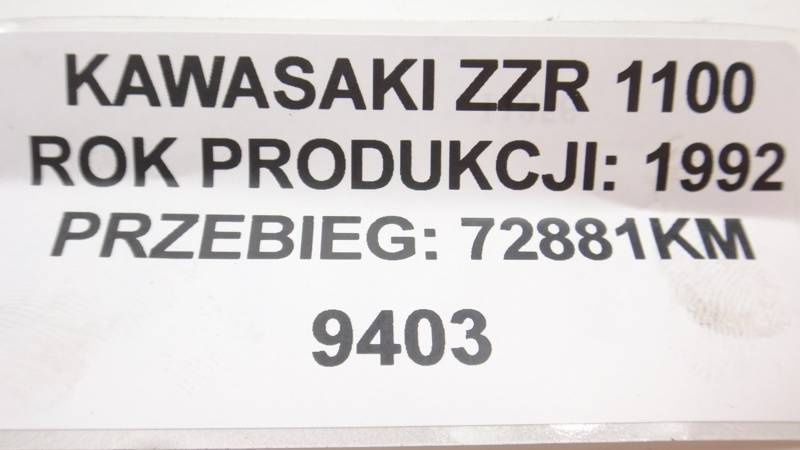 KAWASAKI ZZR 1100
ROK PRODUKCJI: 1992
PRZEBIEG: 72881KM
9403